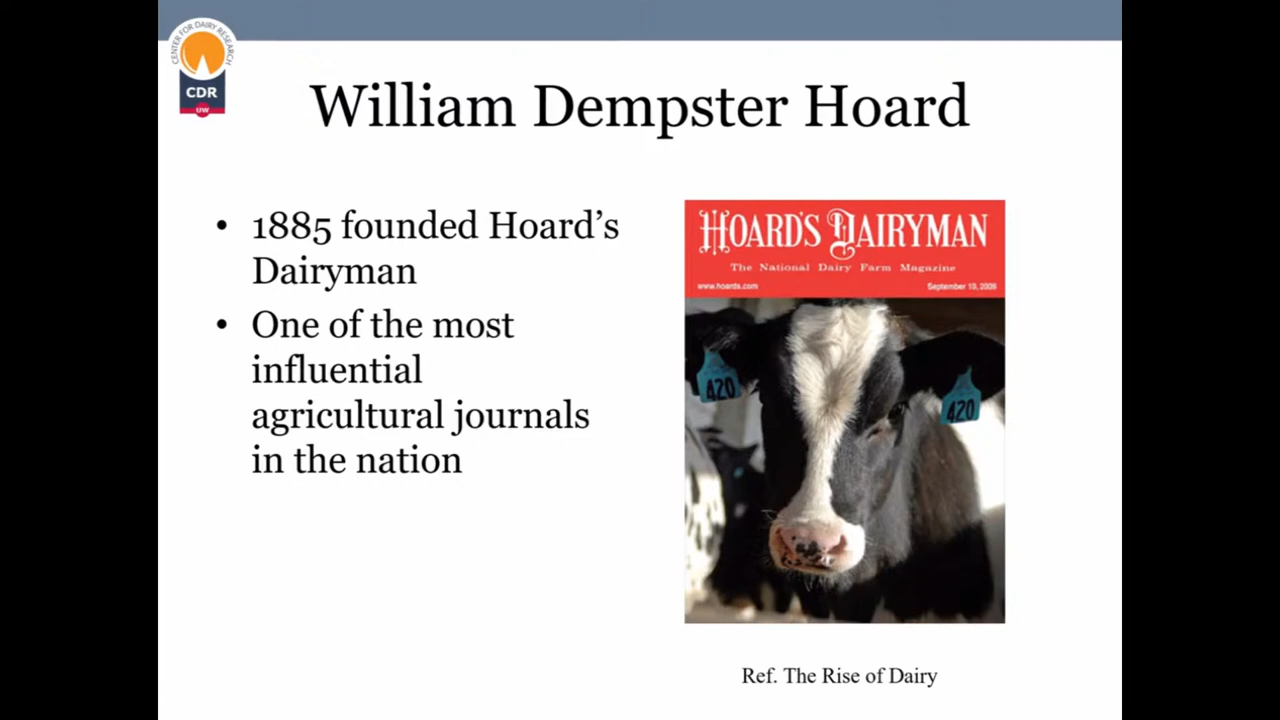 CENTER FOR DAIRY RESEARCH
CDR
UW
William Dempster Hoard
• 1885 founded Hoard’s
Dairyman
• One of the most
influential
agricultural journals
in the nation
HOARD'S DAIRYMAN
The National Dairy Farm Magazine
www.hoards.com September 10, 2008
420
420
Ref. The Rise of Dairy